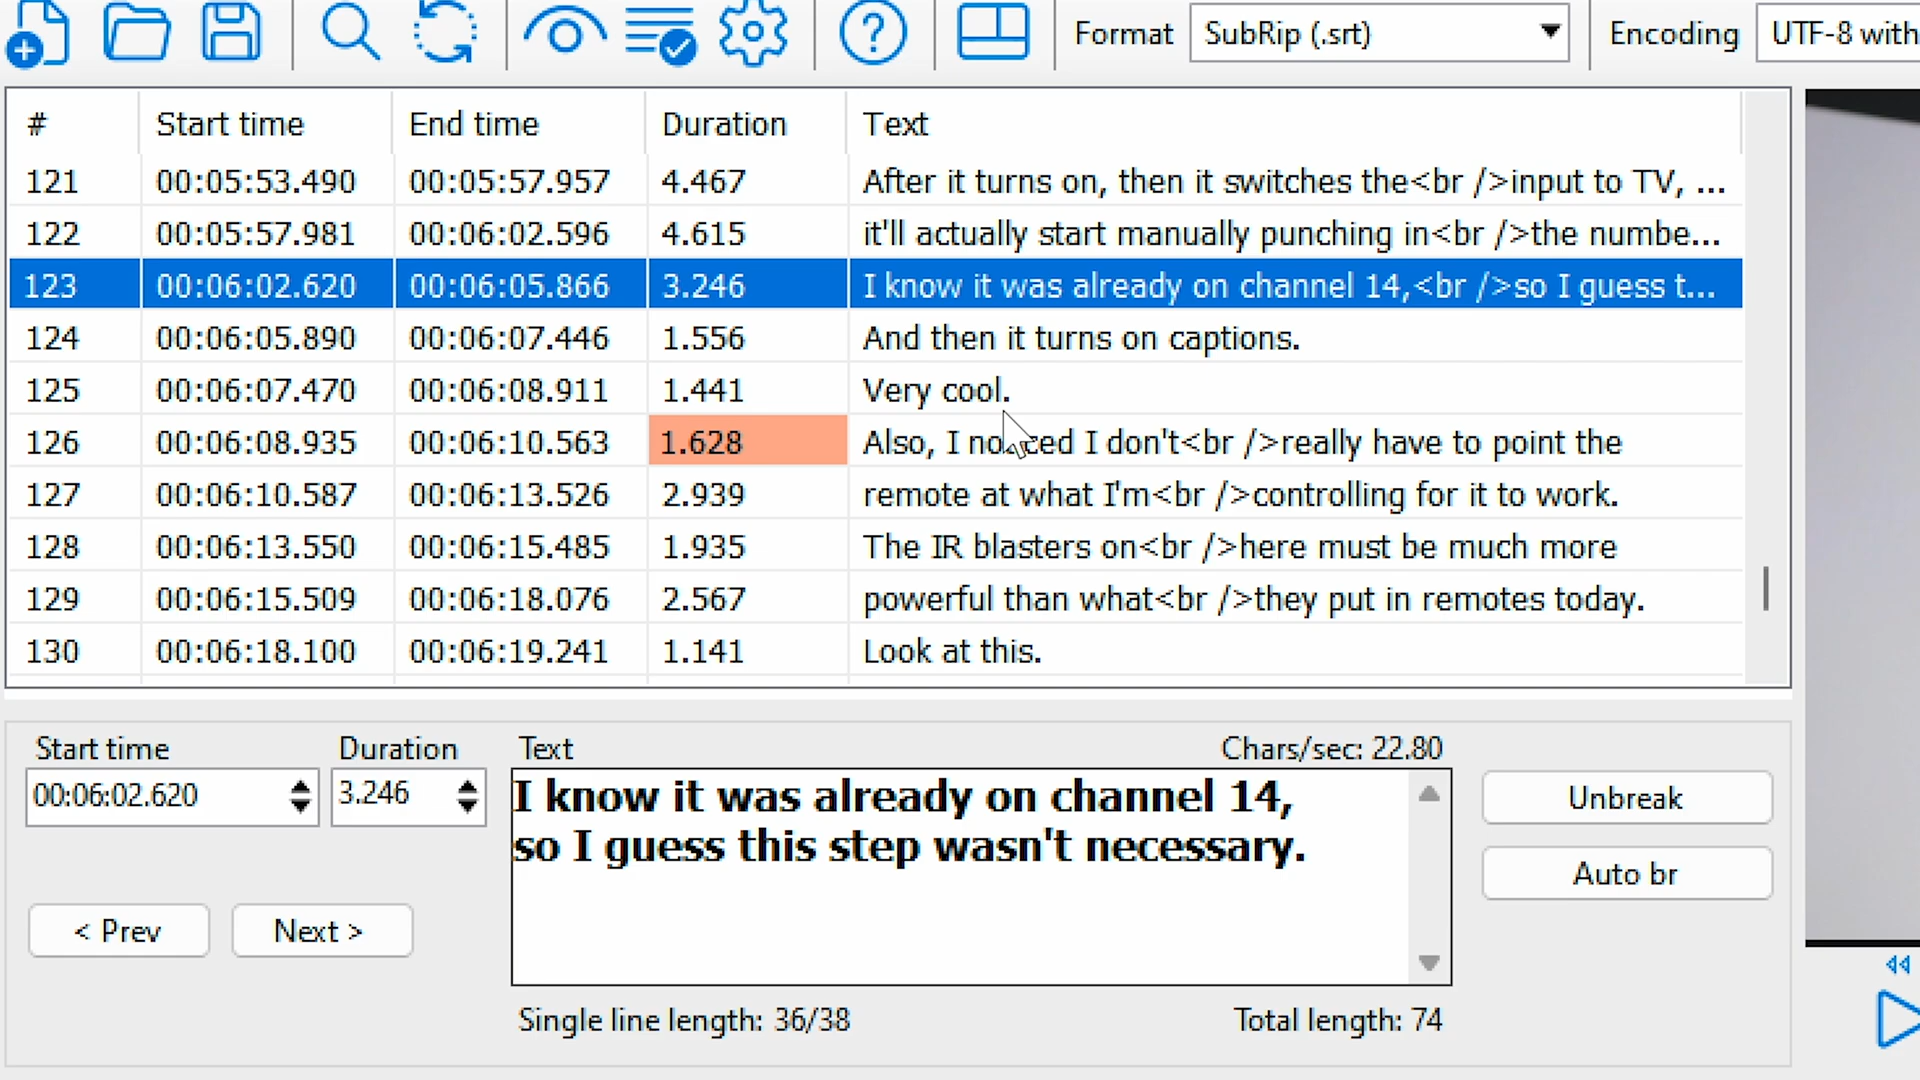 Format SubRip (.srt) Encoding UTF-8 with
# Start time End time Duration Text
121 00:05:53.490 00:05:57.957 4.467 After it turns on, then it switches the<br />input to TV, ...
122 00:05:57.981 00:06:02.596 4.615 it'll actually start manually punching in<br />the numbe...
123 00:06:02.620 00:06:05.866 3.246 I know it was already on channel 14,<br />so I guess t...
124 00:06:05.890 00:06:07.446 1.556 And then it turns on captions.
125 00:06:07.470 00:06:08.911 1.441 Very cool.
126 00:06:08.935 00:06:10.563 1.628 Also, I noticed I don't<br />really have to point the
127 00:06:10.587 00:06:13.526 2.939 remote at what I'm<br />controlling for it to work.
128 00:06:13.550 00:06:15.485 1.935 The IR blasters on<br />here must be much more
129 00:06:15.509 00:06:18.076 2.567 powerful than what<br />they put in remotes today.
130 00:06:18.100 00:06:19.241 1.141 Look at this.
Start time Duration Text Chars/sec: 22.80
00:06:02.620 3.246
I know it was already on channel 14,
so I guess this step wasn't necessary.
Unbreak
Auto br
< Prev Next >
Single line length: 36/38 Total length: 74